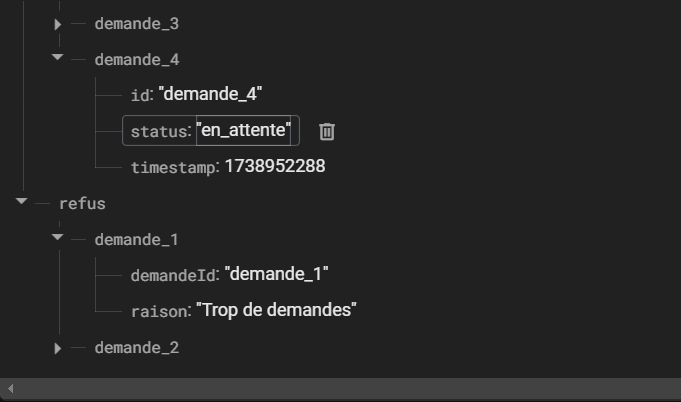 demande_3
demande_4
id: "demande_4"
status: "en_attente"
timestamp: 1738952288
refus
demande_1
demandeId: "demande_1"
raison: "Trop de demandes"
demande_2